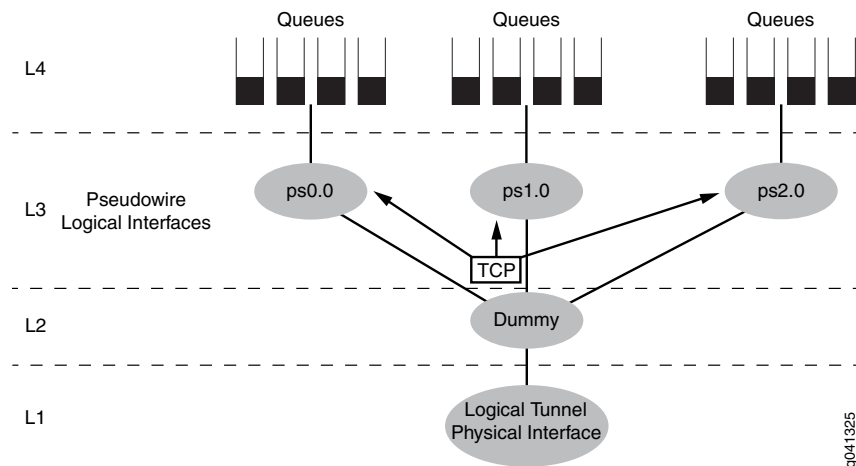 Queues
Queues
Queues
L4
L3
Pseudowire
Logical Interfaces
ps0.0
ps1.0
ps2.0
TCP
L2
Dummy
L1
Logical Tunnel
Physical Interface
g041325